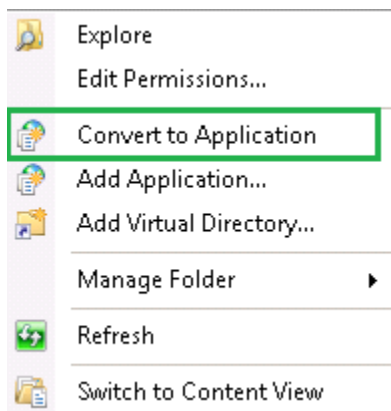 Explore
Edit Permissions...
Convert to Application
Add Application...
Add Virtual Directory...
Manage Folder
Refresh
Switch to Content View